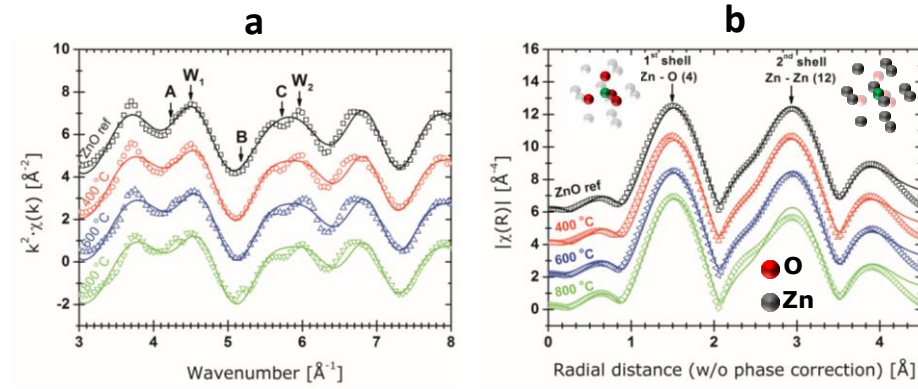 a
k²·χ(k) [Å⁻²]
10
8
6
4
2
0
-2
A
W₁
B
C
W₂
ZnO ref
400 °C
600 °C
800 °C
3
4
5
6
7
8
Wavenumber [Å⁻¹]
b
|χ(R)| [Å⁻⁴]
16
14
12
10
8
6
4
2
0
1ˢᵗ shell
Zn - O (4)
2ⁿᵈ shell
Zn - Zn (12)
ZnO ref
400 °C
600 °C
800 °C
O
Zn
0
1
2
3
4
Radial distance (w/o phase correction) [Å]